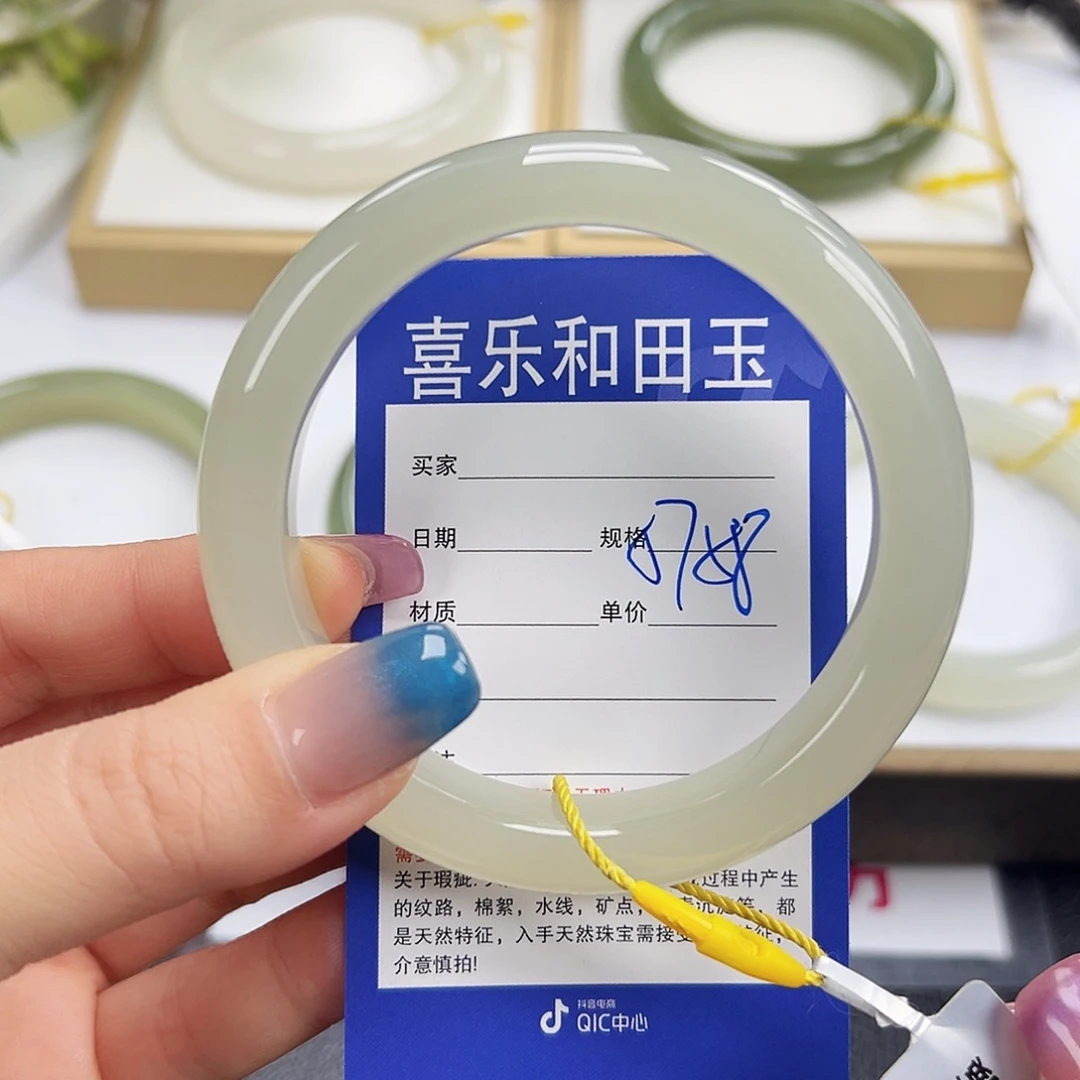 喜乐和田玉
买家
日期 规格
材质 单价
关于瑕疵: 过程中产生
的纹路，棉絮，水线，矿点， 等，都
是天然特征，入手天然珠宝需接受
介意慎拍!
抖音电商
QIC中心